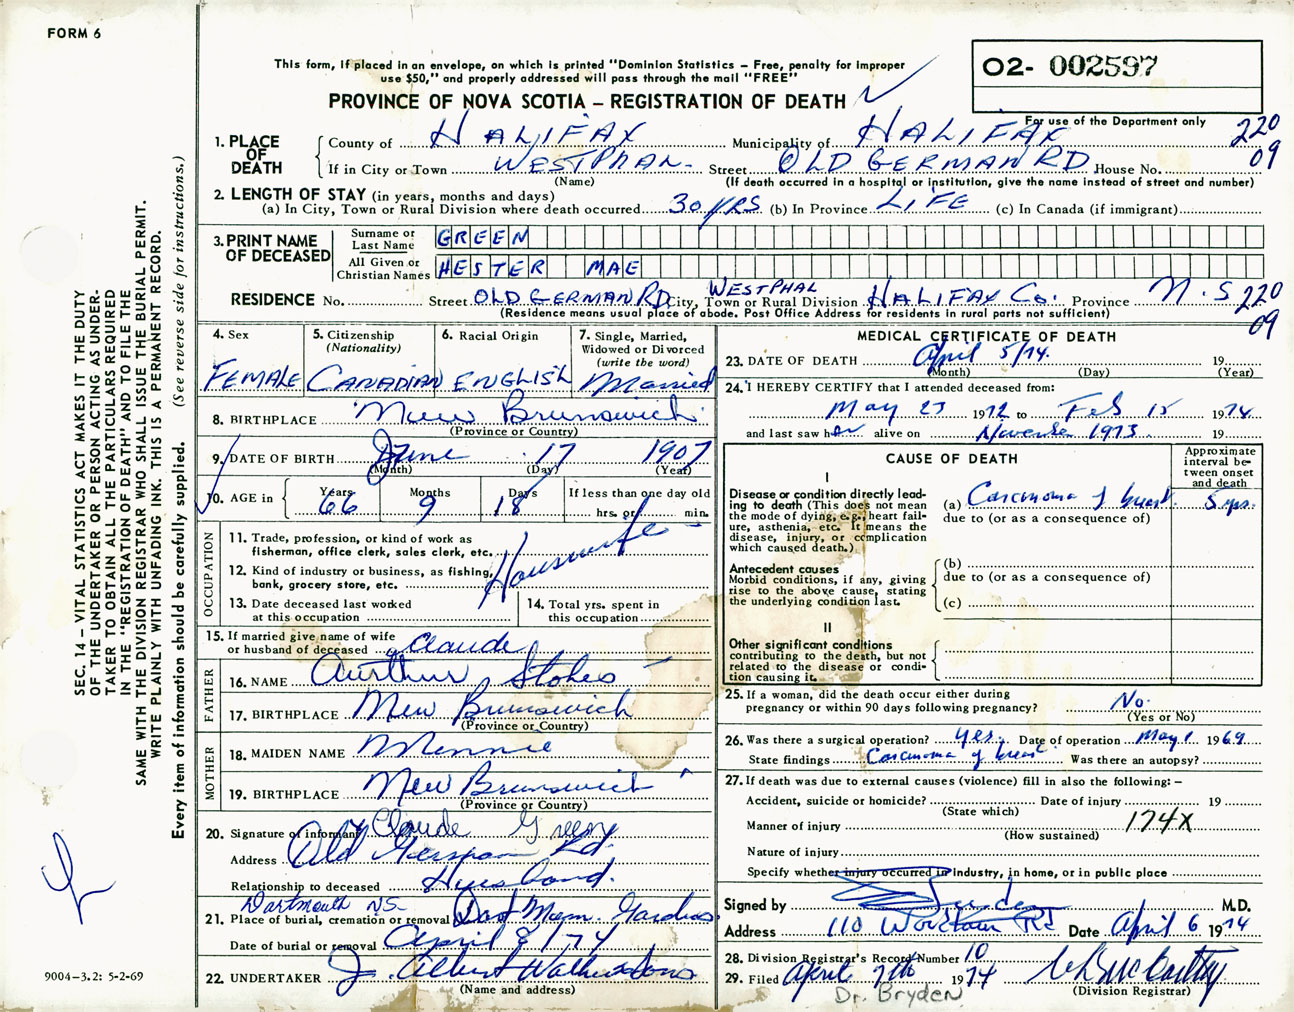 FORM 6
This form, if placed in an envelope, on which is printed "Dominion Statistics – Free, penalty for improper
use $50," and properly addressed will pass through the mail "FREE"
O2- 002597
PROVINCE OF NOVA SCOTIA – REGISTRATION OF DEATH
For use of the Department only
220
09
1. PLACE OF DEATH
County of HALIFAX Municipality of HALIFAX
If in City or Town WESTPHAL Street OLD GERMAN RD House No.
(Name) (If death occurred in a hospital or institution, give the name instead of street and number)
2. LENGTH OF STAY (in years, months and days)
(a) In City, Town or Rural Division where death occurred 30 YRS (b) In Province LIFE (c) In Canada (if immigrant)
3. PRINT NAME OF DECEASED
Surname or Last Name GREEN
All Given or Christian Names HESTER MAE
RESIDENCE No. Street OLD GERMAN RD City, Town or Rural Division WESTPHAL HALIFAX Co. Province N.S
220
09
(Residence means usual place of abode. Post Office Address for residents in rural parts not sufficient)
4. Sex
FEMALE
5. Citizenship
(Nationality)
CANADIAN
6. Racial Origin
ENGLISH
7. Single, Married,
Widowed or Divorced
(write the word)
Married
8. BIRTHPLACE New Brunswick
(Province or Country)
9. DATE OF BIRTH June 17 1907
(Month) (Day) (Year)
10. AGE in
Years Months Days If less than one day old
66 9 18 hrs. or min.
OCCUPATION
11. Trade, profession, or kind of work as
fisherman, office clerk, sales clerk, etc.
12. Kind of industry or business, as fishing,
bank, grocery store, etc.
Housewife
13. Date deceased last worked
at this occupation
14. Total yrs. spent in
this occupation
15. If married give name of wife
or husband of deceased Claude
FATHER
16. NAME Aurthur Stokes
17. BIRTHPLACE New Brunswick
(Province or Country)
MOTHER
18. MAIDEN NAME Mennie
19. BIRTHPLACE New Brunswick
(Province or Country)
20. Signature of informant Claude Green
Address Old German Rd.
Relationship to deceased Husband.
Dartmouth NS
21. Place of burial, cremation or removal Dart Mem. Gardens
Date of burial or removal April 8 174
22. UNDERTAKER J. Albert Walker & Sons
(Name and address)
MEDICAL CERTIFICATE OF DEATH
23. DATE OF DEATH April 5/74. 19
(Month) (Day) (Year)
24. I HEREBY CERTIFY that I attended deceased from:
May 23 1972 to Feb 15 1974
and last saw her alive on November 1973 19
CAUSE OF DEATH
Approximate
interval be-
tween onset
and death
I
Disease or condition directly lead-
ing to death (This does not mean
the mode of dying, e.g., heart fail-
ure, asthenia, etc. It means the
disease, injury, or complication
which caused death.)
(a) Carcinoma of breast 5 yrs.
due to (or as a consequence of)
Antecedent causes
Morbid conditions, if any, giving
rise to the above cause, stating
the underlying condition last.
(b)
due to (or as a consequence of)
(c)
II
Other significant conditions
contributing to the death, but not
related to the disease or condi-
tion causing it.
25. If a woman, did the death occur either during
pregnancy or within 90 days following pregnancy? No.
(Yes or No)
26. Was there a surgical operation? Yes. Date of operation May 1 1969
State findings Carcinoma of breast Was there an autopsy?
27. If death was due to external causes (violence) fill in also the following: –
Accident, suicide or homicide? Date of injury 19
(State which)
Manner of injury 174X
(How sustained)
Nature of injury
Specify whether injury occurred in industry, in home, or in public place
Signed by M.D.
Address 110 Rd Date April 6 1974
28. Division Registrar's Record Number 10
29. Filed April 7th 1974
(Division Registrar)
Dr. Bryden
SEC. 14 – VITAL STATISTICS ACT MAKES IT THE DUTY
OF THE UNDERTAKER OR PERSON ACTING AS UNDER-
TAKER TO OBTAIN ALL THE PARTICULARS REQUIRED
IN THE "REGISTRATION OF DEATH" AND TO FILE THE
SAME WITH THE DIVISION REGISTRAR WHO SHALL ISSUE THE BURIAL PERMIT.
WRITE PLAINLY WITH UNFADING INK. THIS IS A PERMANENT RECORD.
Every item of information should be carefully supplied. (See reverse side for instructions.)
9004–3.2: 5-2-69